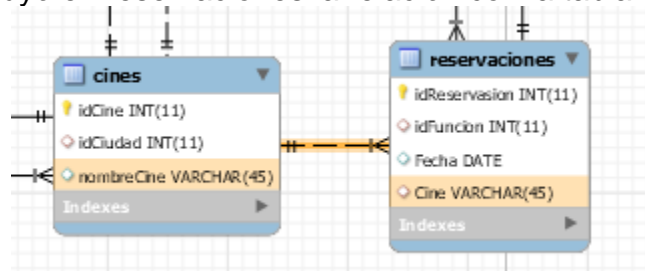 cines
idCine INT(11)
idCiudad INT(11)
nombreCine VARCHAR(45)
Indexes
reservaciones
idReservasion INT(11)
idFuncion INT(11)
Fecha DATE
Cine VARCHAR(45)
Indexes